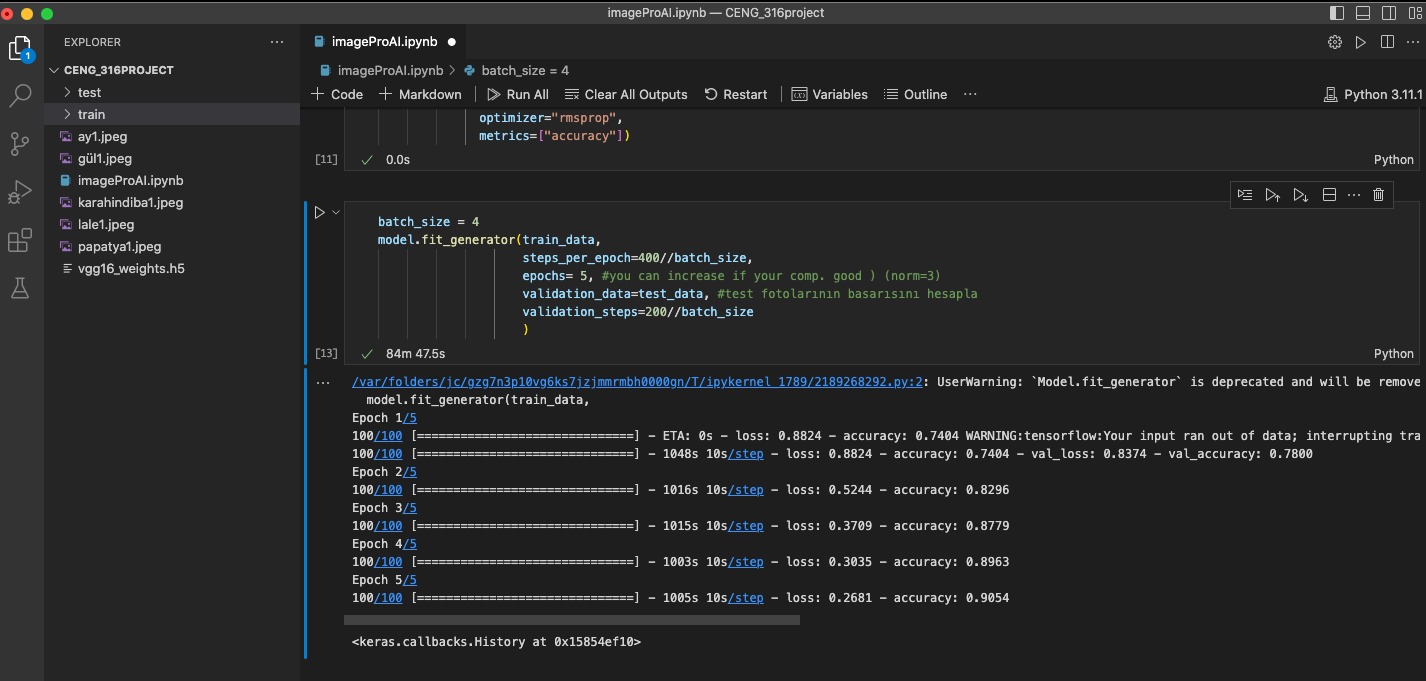 imageProAI.ipynb — CENG_316project
1
EXPLORER
CENG_316PROJECT
test
train
ay1.jpeg
gül1.jpeg
imageProAI.ipynb
karahindiba1.jpeg
lale1.jpeg
papatya1.jpeg
vgg16_weights.h5
imageProAI.ipynb
imageProAI.ipynb > batch_size = 4
+ Code + Markdown Run All Clear All Outputs Restart Variables Outline ... Python 3.11.1
optimizer="rmsprop",
metrics=["accuracy"])
[11] ✓ 0.0s Python
batch_size = 4
model.fit_generator(train_data,
steps_per_epoch=400//batch_size,
epochs= 5, #you can increase if your comp. good ) (norm=3)
validation_data=test_data, #test fotolarının basarısını hesapla
validation_steps=200//batch_size
)
[13] ✓ 84m 47.5s Python
/var/folders/jc/gzg7n3p10vg6ks7jzjmmrmbh0000gn/T/ipykernel_1789/2189268292.py:2: UserWarning: `Model.fit_generator` is deprecated and will be remove
model.fit_generator(train_data,
Epoch 1/5
100/100 [==============================] - ETA: 0s - loss: 0.8824 - accuracy: 0.7404 WARNING:tensorflow:Your input ran out of data; interrupting tra
100/100 [==============================] - 1048s 10s/step - loss: 0.8824 - accuracy: 0.7404 - val_loss: 0.8374 - val_accuracy: 0.7800
Epoch 2/5
100/100 [==============================] - 1016s 10s/step - loss: 0.5244 - accuracy: 0.8296
Epoch 3/5
100/100 [==============================] - 1015s 10s/step - loss: 0.3709 - accuracy: 0.8779
Epoch 4/5
100/100 [==============================] - 1003s 10s/step - loss: 0.3035 - accuracy: 0.8963
Epoch 5/5
100/100 [==============================] - 1005s 10s/step - loss: 0.2681 - accuracy: 0.9054
<keras.callbacks.History at 0x15854ef10>